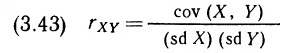 (3.43) r_XY = cov (X, Y) / (sd X) (sd Y)